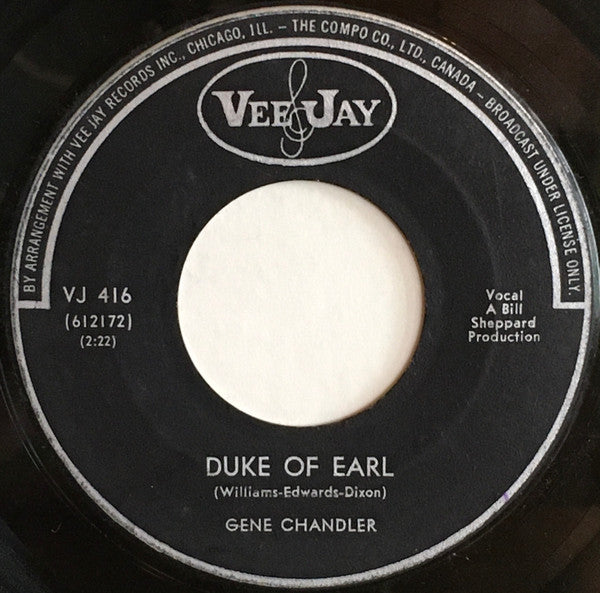 BY ARRANGEMENT WITH VEE JAY RECORDS INC., CHICAGO, ILL. - THE COMPO CO., LTD., CANADA - BROADCAST UNDER LICENSE ONLY.
VEE JAY
VJ 416
(612172)
(2:22)
Vocal
A Bill
Sheppard
Production
DUKE OF EARL
(Williams-Edwards-Dixon)
GENE CHANDLER